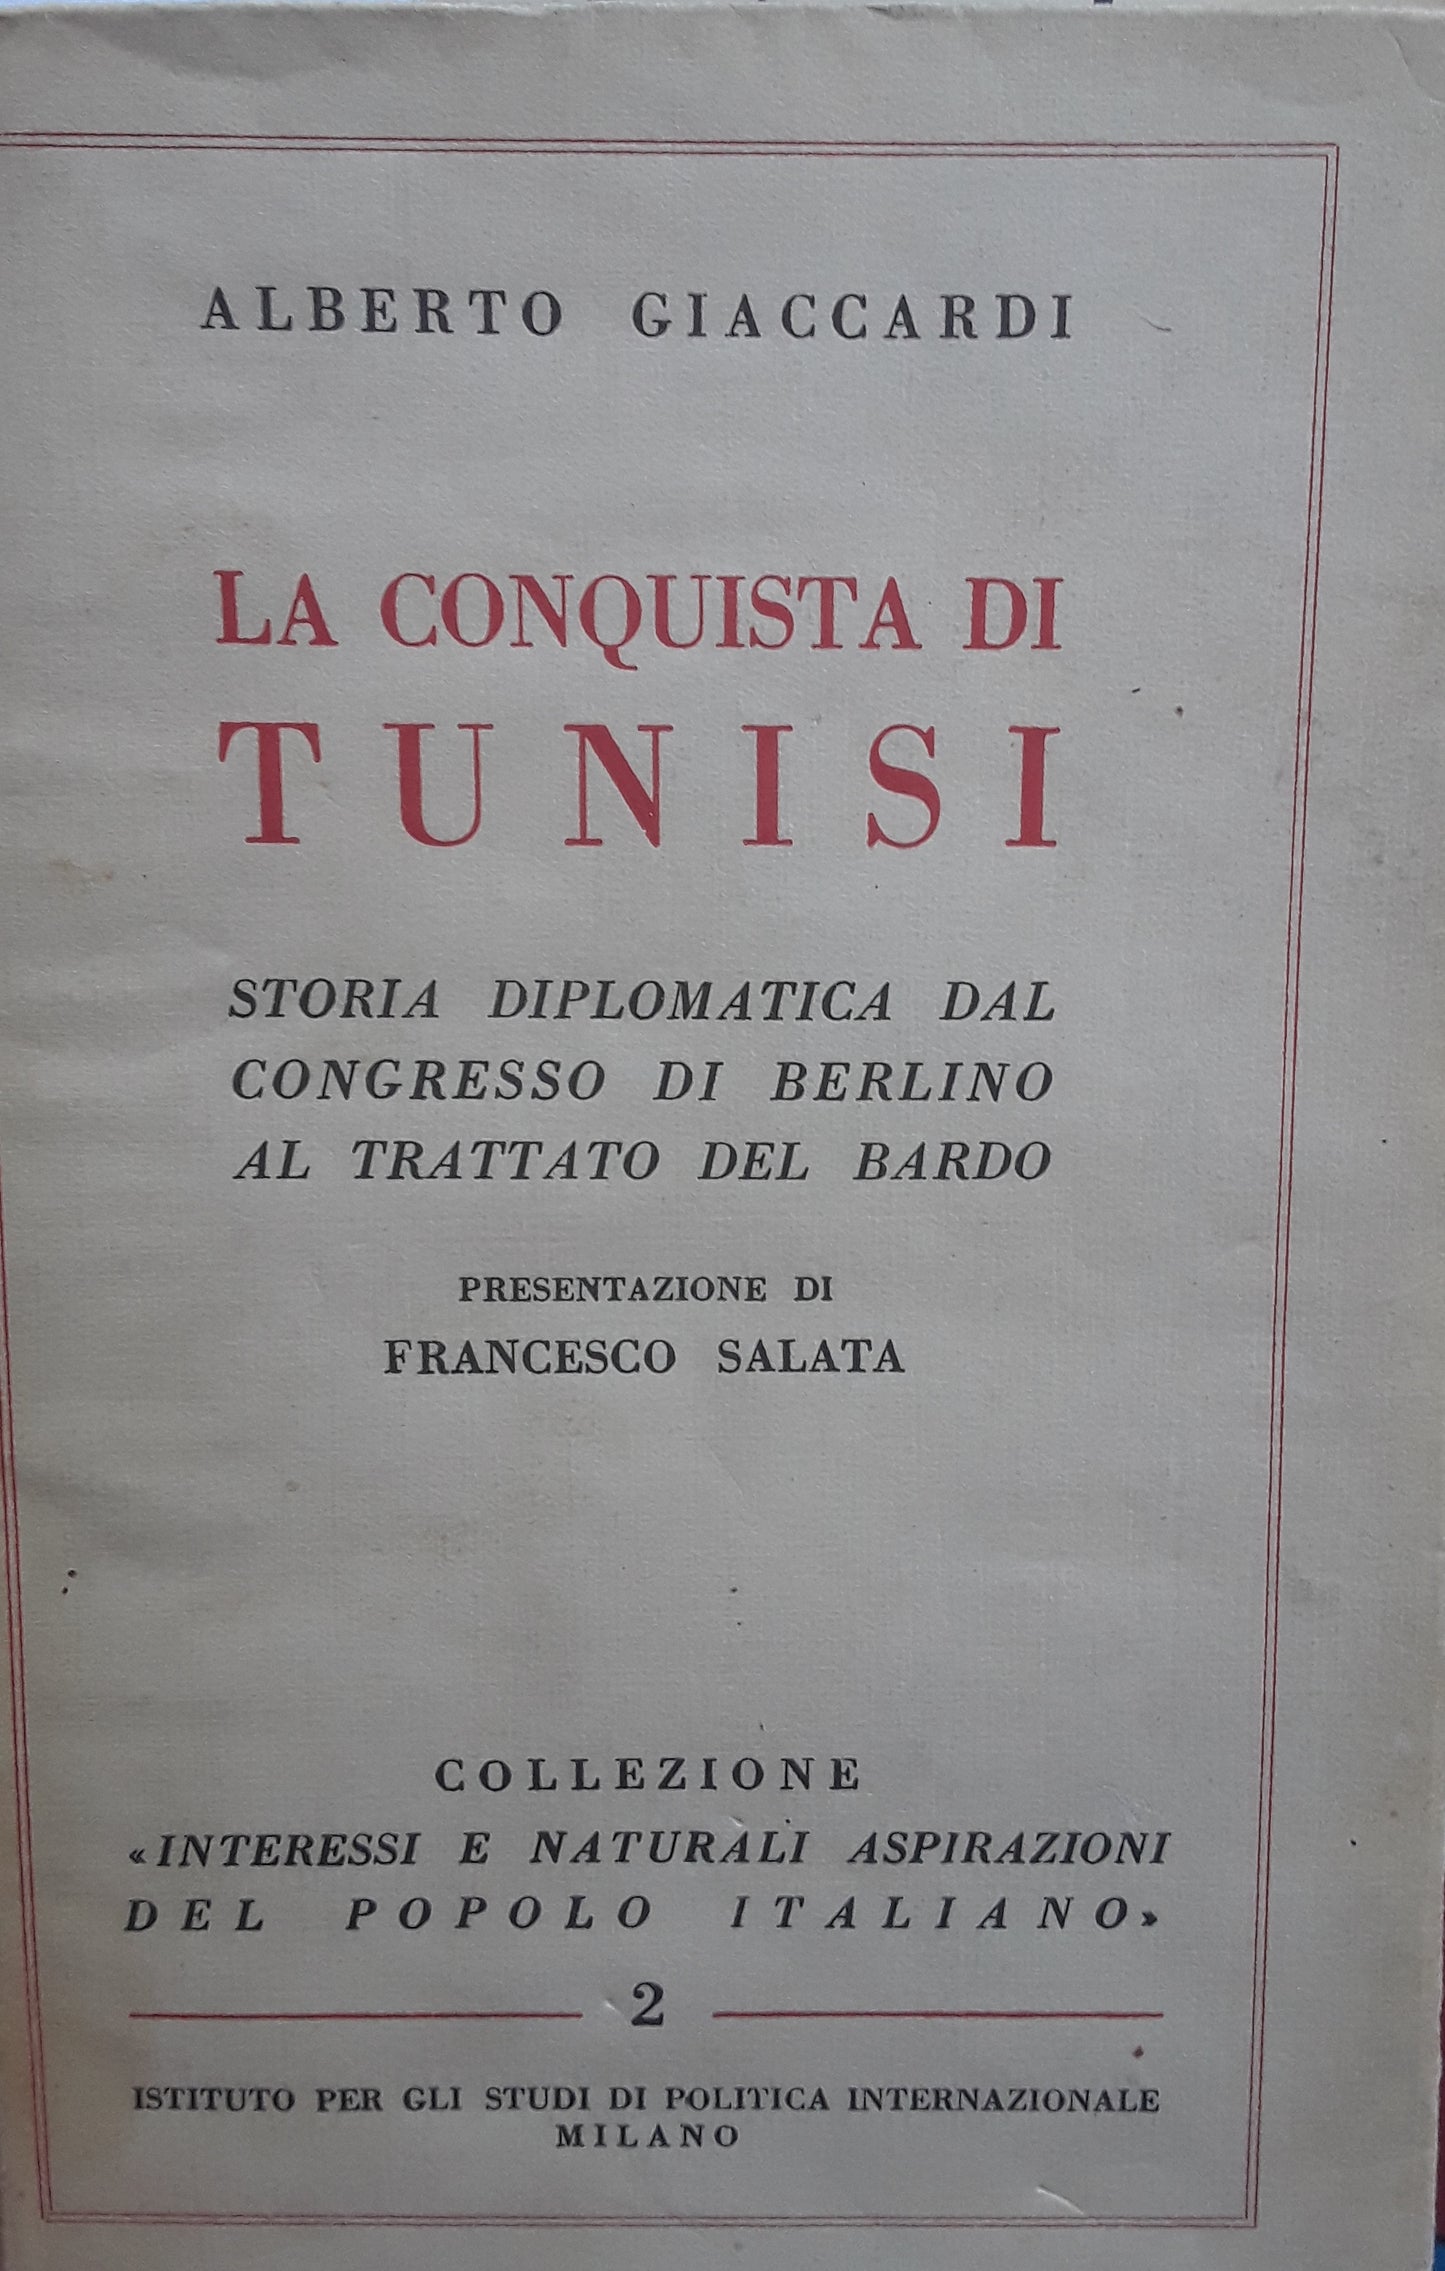 ALBERTO GIACCARDI
LA CONQUISTA DI
TUNISI
STORIA DIPLOMATICA DAL
CONGRESSO DI BERLINO
AL TRATTATO DEL BARDO
PRESENTAZIONE DI
FRANCESCO SALATA
COLLEZIONE
«INTERESSI E NATURALI ASPIRAZIONI
DEL POPOLO ITALIANO»
2
ISTITUTO PER GLI STUDI DI POLITICA INTERNAZIONALE
MILANO